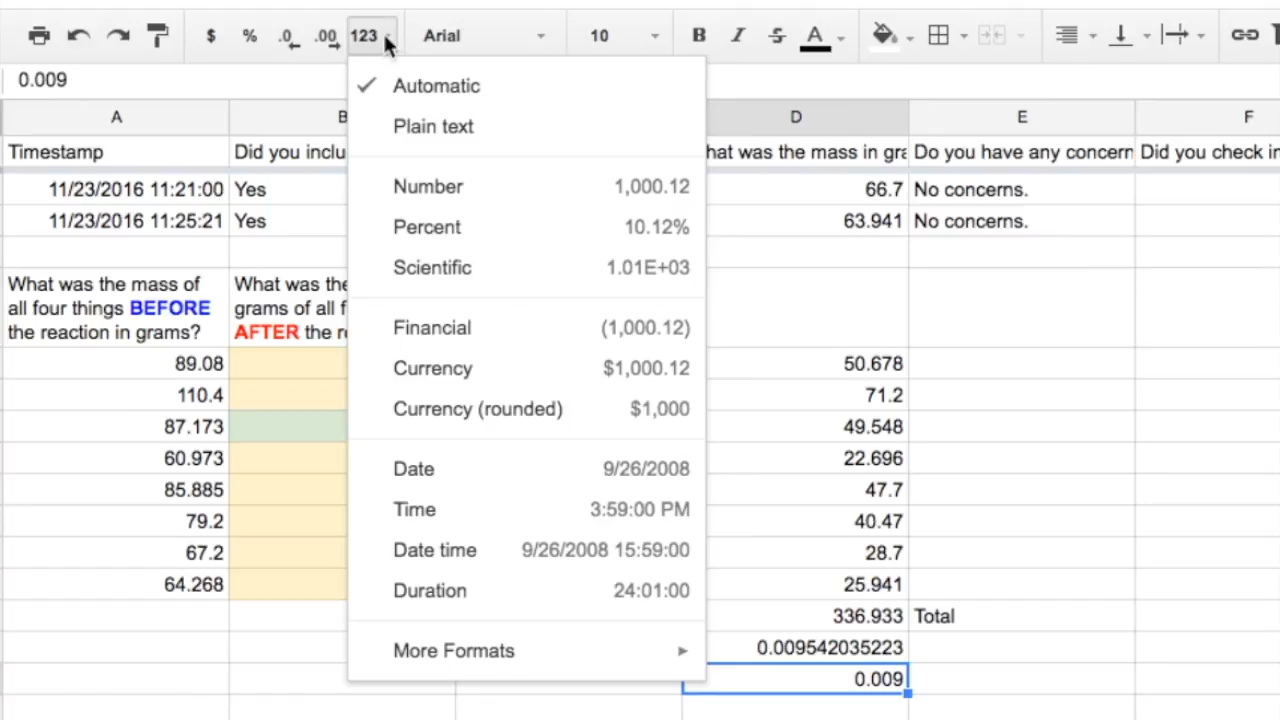 $ % .0 .00 123 Arial 10 B I S A
0.009
A B D E F
Timestamp Did you inclu hat was the mass in gra Do you have any concern Did you check in
11/23/2016 11:21:00 Yes 66.7 No concerns.
11/23/2016 11:25:21 Yes 63.941 No concerns.
What was the mass of
all four things BEFORE
the reaction in grams?
What was the
grams of all f
AFTER the r
89.08 50.678
110.4 71.2
87.173 49.548
60.973 22.696
85.885 47.7
79.2 40.47
67.2 28.7
64.268 25.941
336.933 Total
0.009542035223
0.009
Automatic
Plain text
Number 1,000.12
Percent 10.12%
Scientific 1.01E+03
Financial (1,000.12)
Currency $1,000.12
Currency (rounded) $1,000
Date 9/26/2008
Time 3:59:00 PM
Date time 9/26/2008 15:59:00
Duration 24:01:00
More Formats